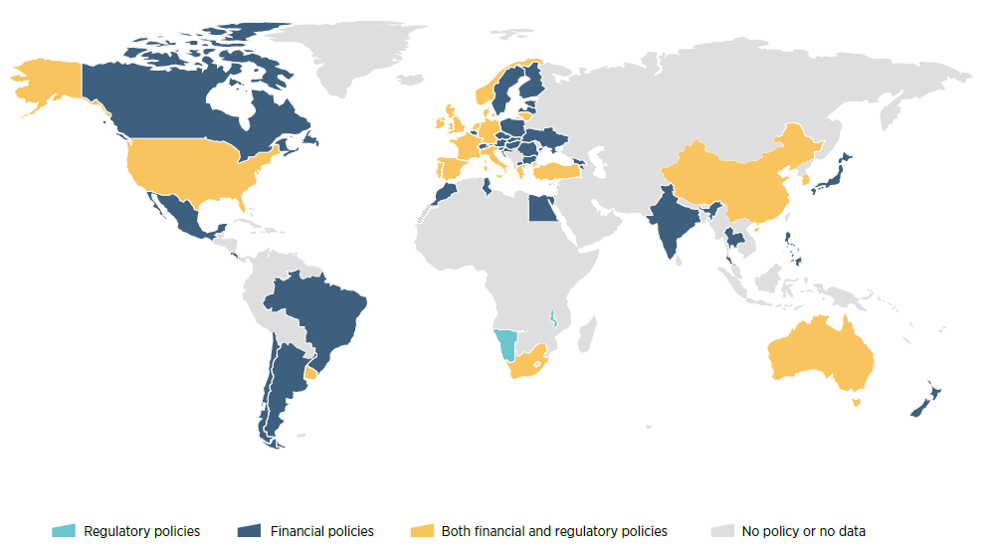 Regulatory policies
Financial policies
Both financial and regulatory policies
No policy or no data